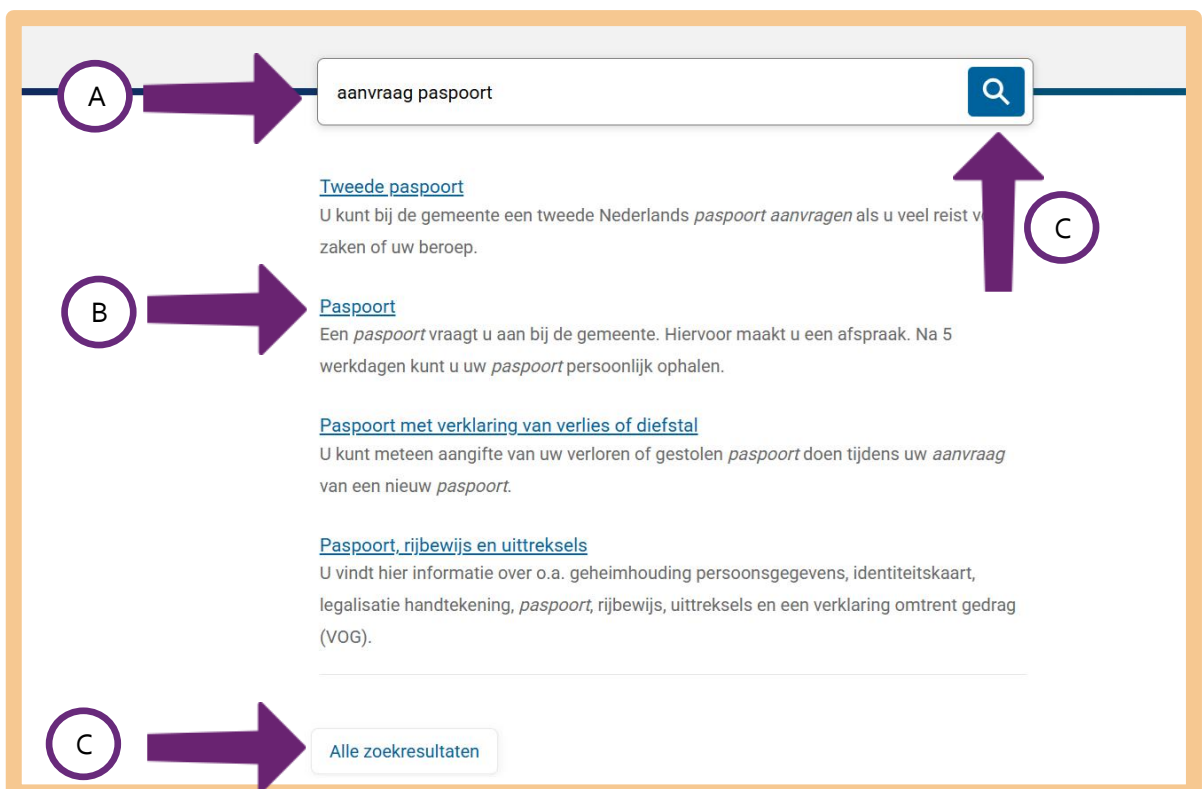 A
aanvraag paspoort
Tweede paspoort
U kunt bij de gemeente een tweede Nederlands paspoort aanvragen als u veel reist
zaken of uw beroep.
C
B
Paspoort
Een paspoort vraagt u aan bij de gemeente. Hiervoor maakt u een afspraak. Na 5
werkdagen kunt u uw paspoort persoonlijk ophalen.
Paspoort met verklaring van verlies of diefstal
U kunt meteen aangifte van uw verloren of gestolen paspoort doen tijdens uw aanvraag
van een nieuw paspoort.
Paspoort, rijbewijs en uittreksels
U vindt hier informatie over o.a. geheimhouding persoonsgegevens, identiteitskaart,
legalisatie handtekening, paspoort, rijbewijs, uittreksels en een verklaring omtrent gedrag
(VOG).
C
Alle zoekresultaten